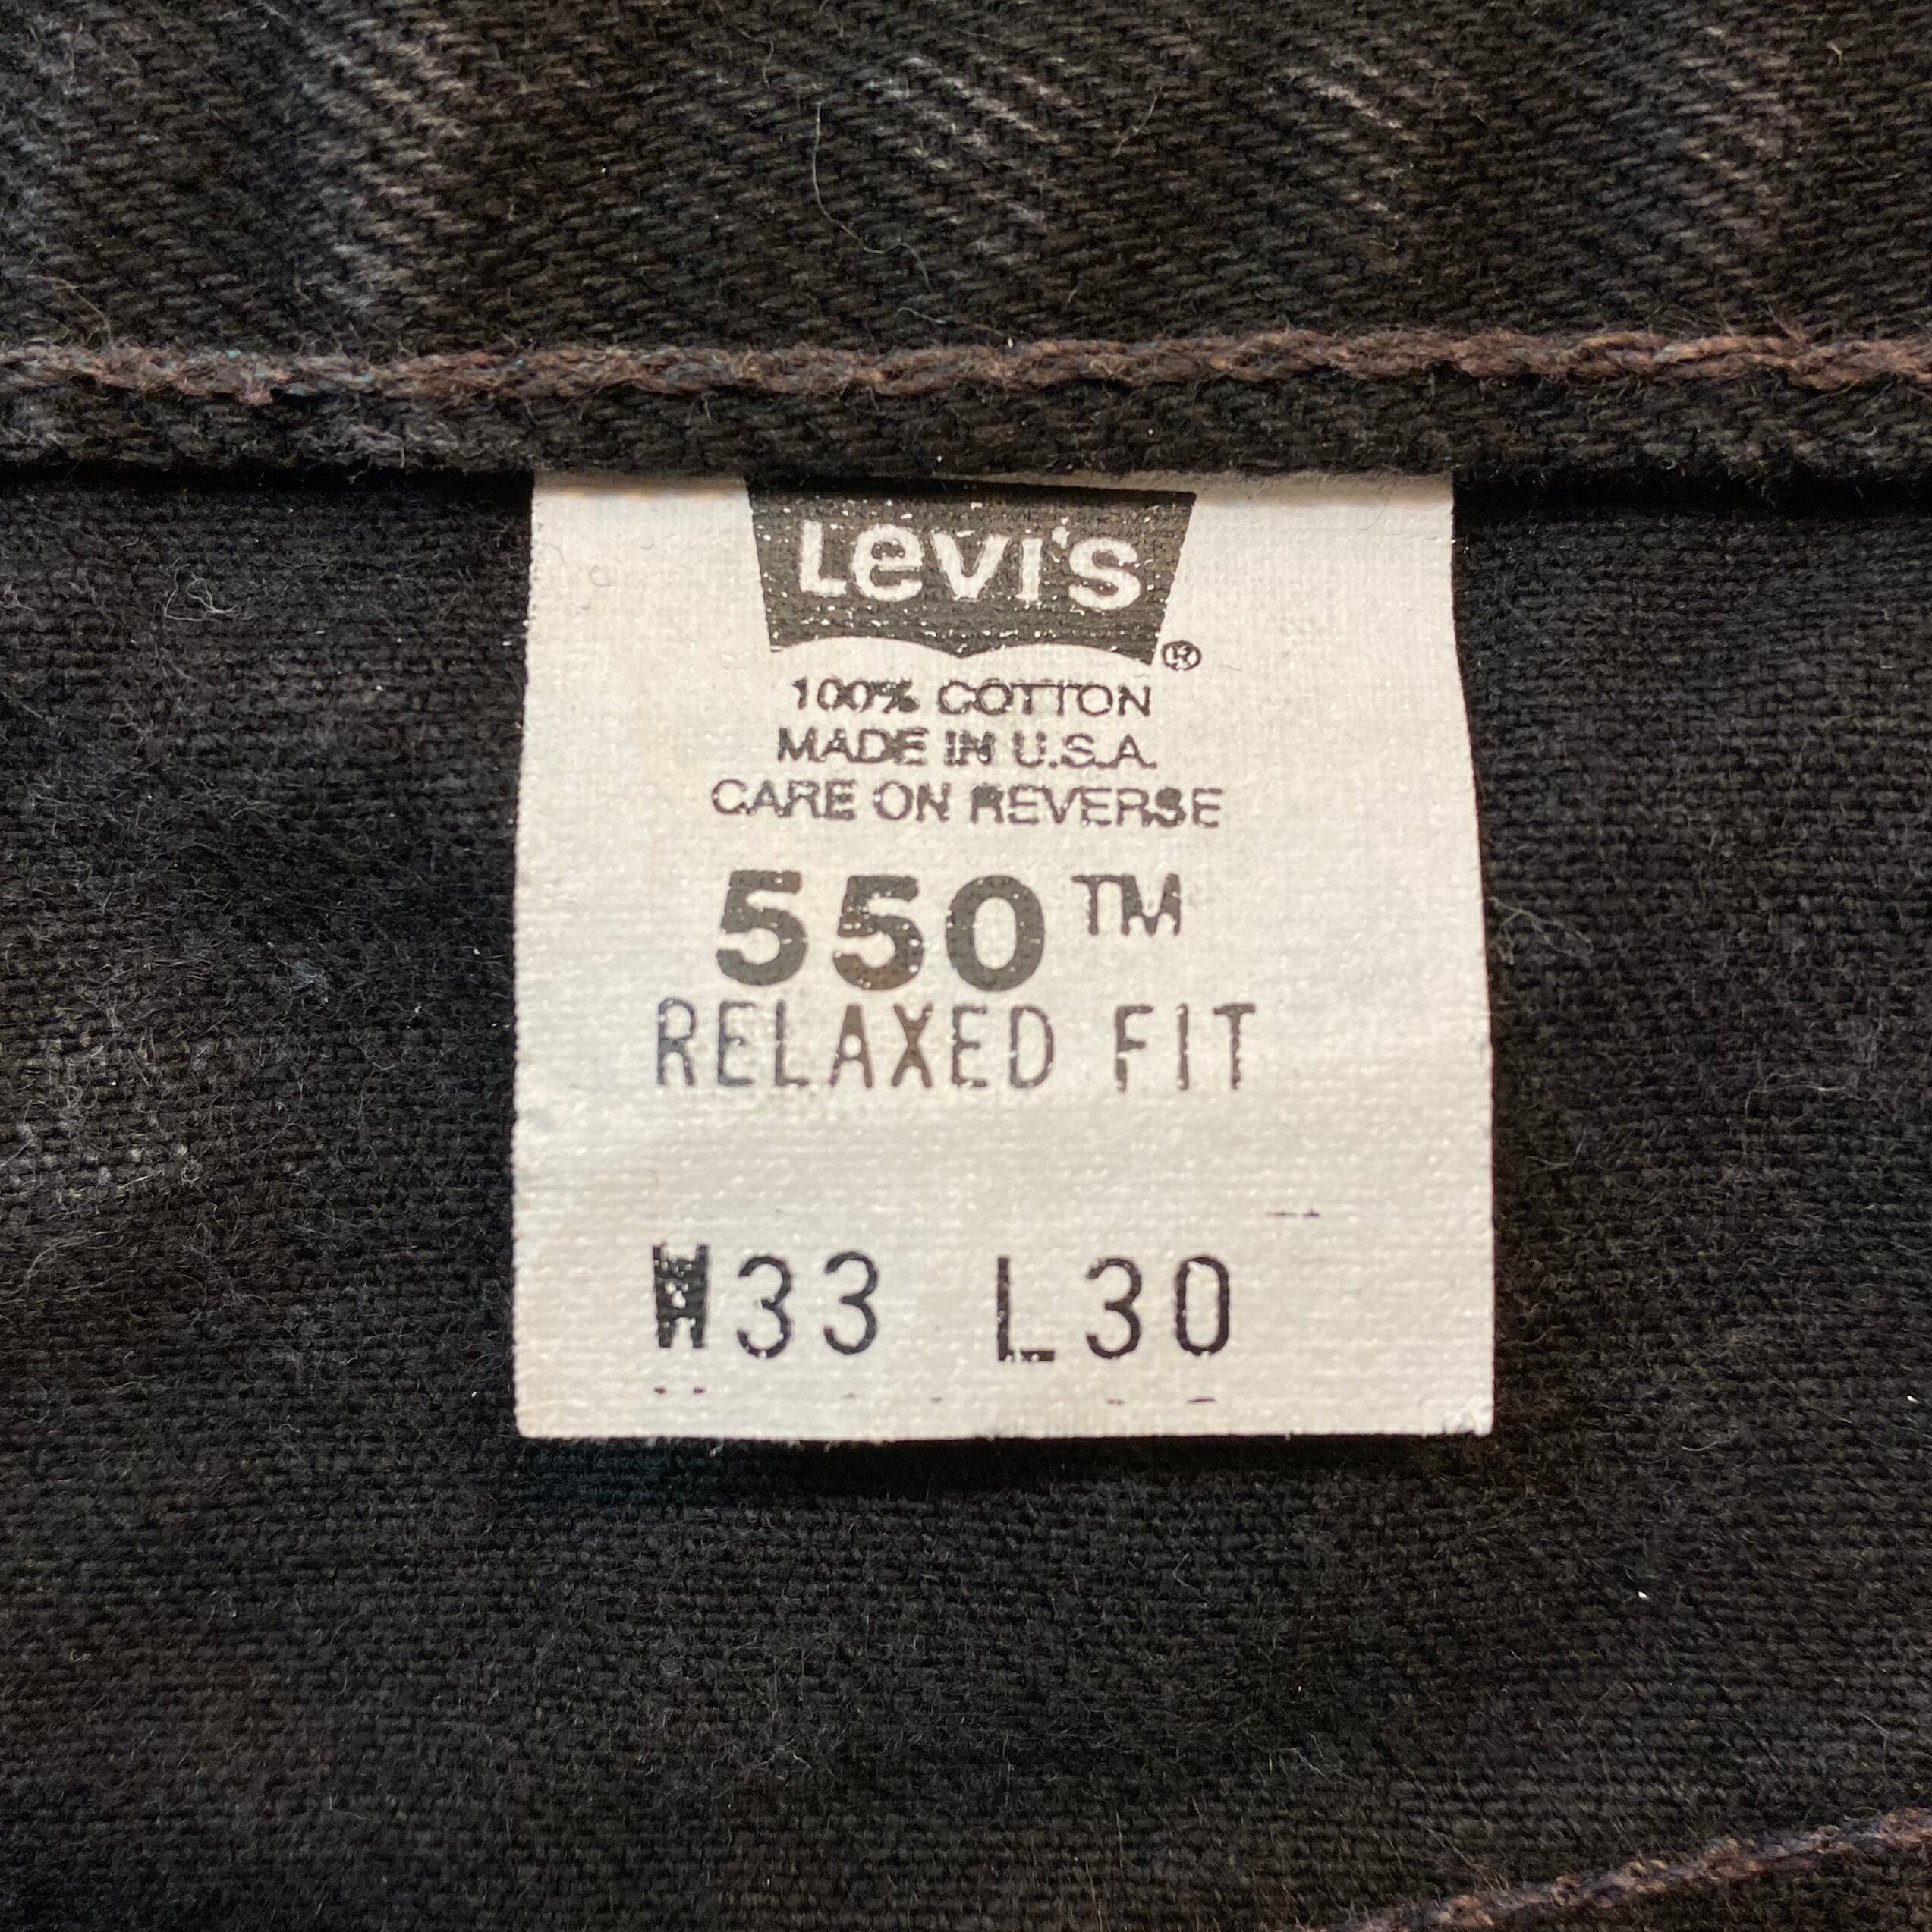 Levi's ®
100% COTTON
MADE IN U.S.A.
CARE ON REVERSE
550™
RELAXED FIT
W33 L30